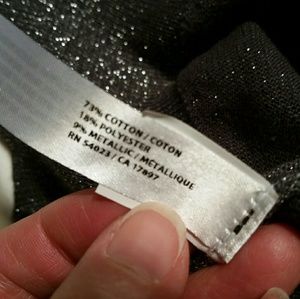 73% COTTON / COTON
18% POLYESTER
9% METALLIC / METALLIQUE
RN 54023 / CA 17897